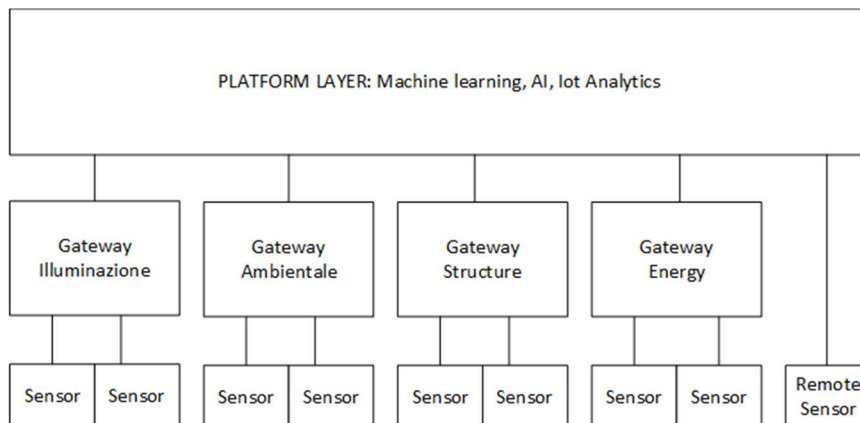 PLATFORM LAYER: Machine learning, AI, Iot Analytics
Gateway
Illuminazione
Gateway
Ambientale
Gateway
Structure
Gateway
Energy
Sensor
Sensor
Sensor
Sensor
Sensor
Sensor
Sensor
Sensor
Remote
Sensor